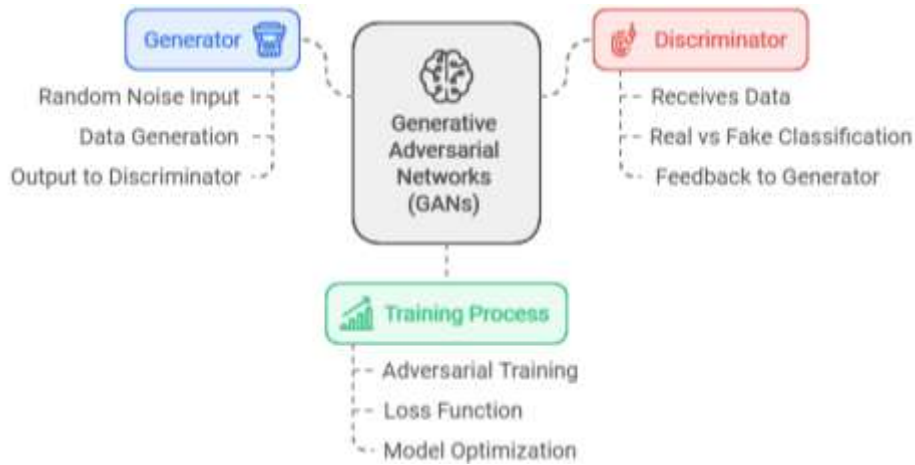 Generator
Random Noise Input
Data Generation
Output to Discriminator
Generative
Adversarial
Networks
(GANs)
Discriminator
Receives Data
Real vs Fake Classification
Feedback to Generator
Training Process
Adversarial Training
Loss Function
Model Optimization